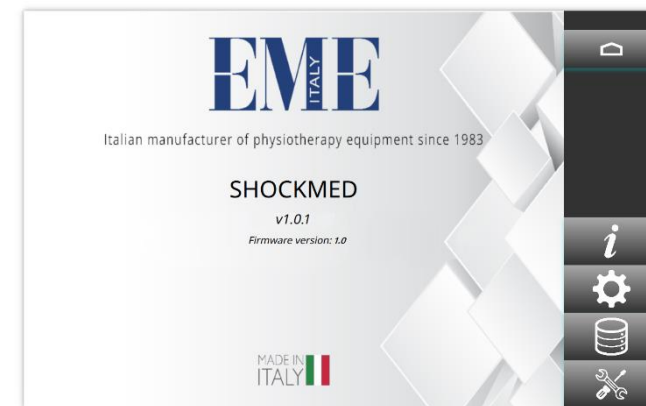 EME
ITALY
Italian manufacturer of physiotherapy equipment since 1983
SHOCKMED
v1.0.1
Firmware version: 1.0
MADE IN
ITALY
i